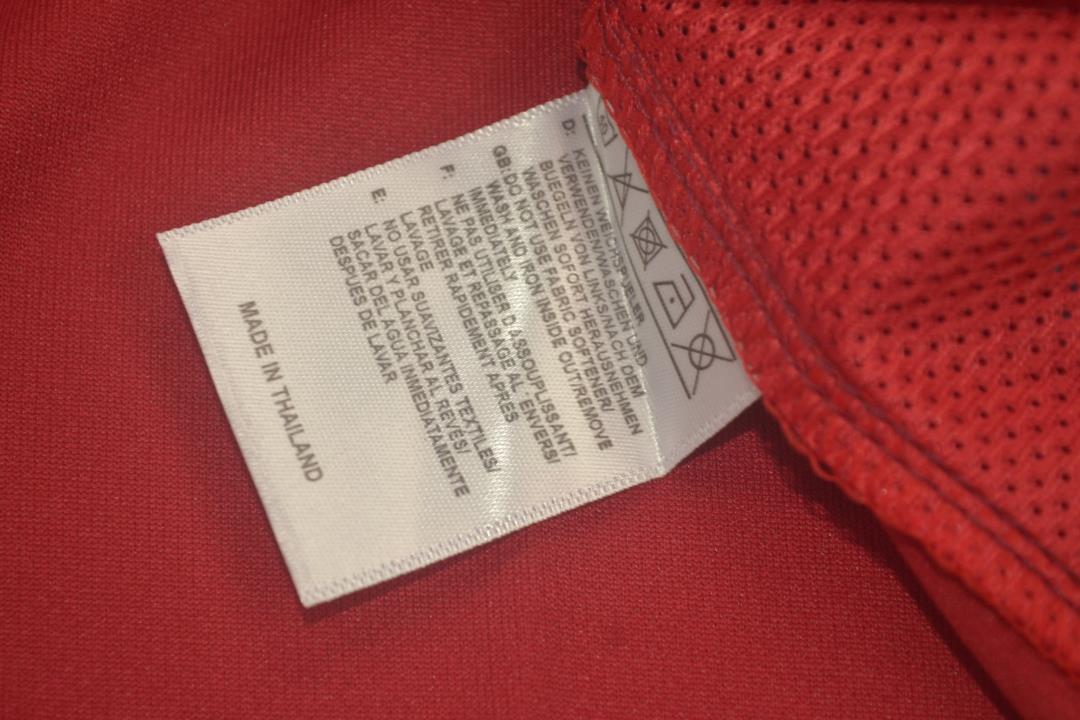 D: KEINEN WEICHSPUELER
VERWENDEN/WASCHEN UND
BUEGELN VON LINKS/NACH DEM
WASCHEN SOFORT HERAUSNEHMEN
GB: DO NOT USE FABRIC SOFTENER/
WASH AND IRON INSIDE OUT/REMOVE
IMMEDIATELY
F: NE PAS UTILISER D'ASSOUPLISSANT/
LAVAGE ET REPASSAGE AL ENVERS/
RETIRER RAPIDEMENT APRES
LAVAGE
E: NO USAR SUAVIZANTES TEXTILES/
LAVAR Y PLANCHAR AL REVES/
SACAR DEL AGUA INMEDIATAMENTE
DESPUES DE LAVAR
MADE IN THAILAND